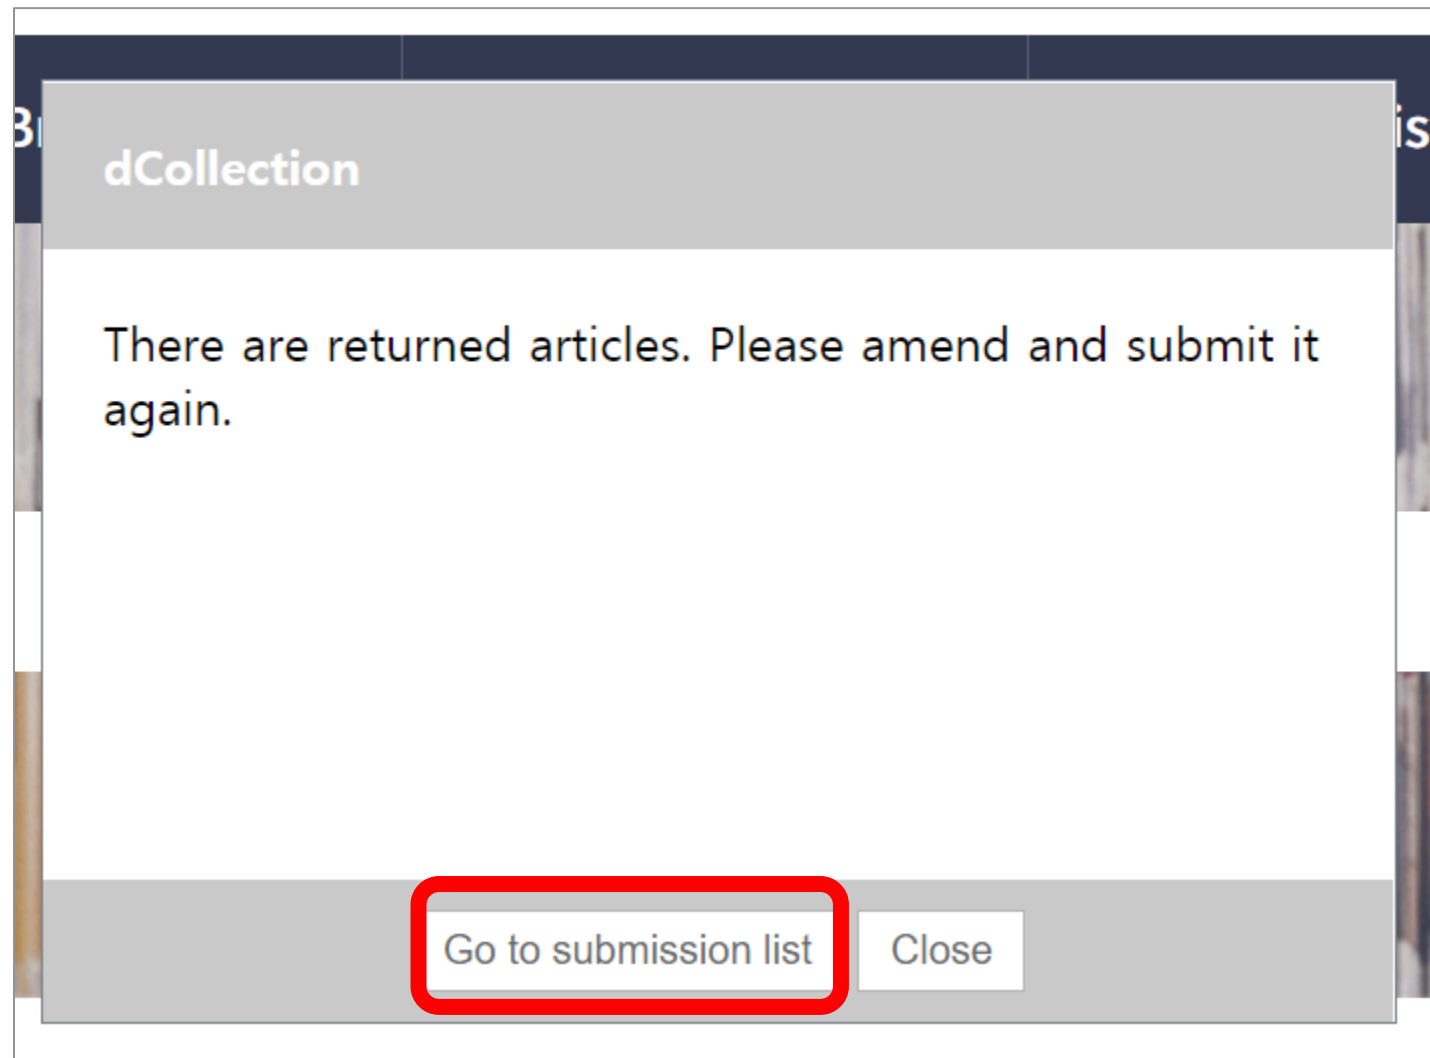 dCollection
There are returned articles. Please amend and submit it
again.
Go to submission list
Close